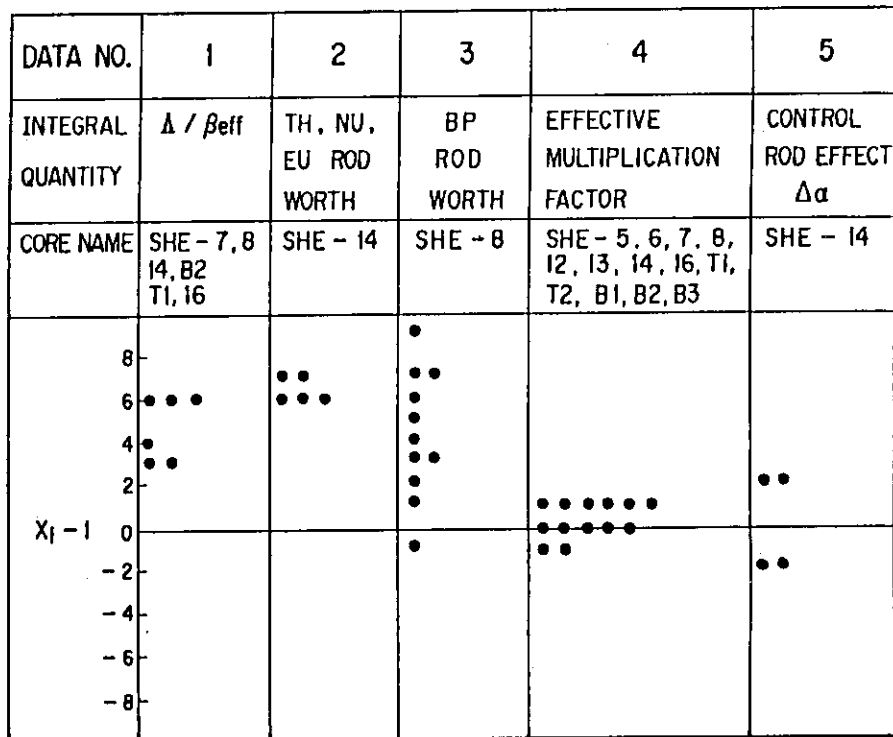 DATA NO. 1 2 3 4 5
INTEGRAL QUANTITY
Λ / βeff
TH, NU,
EU ROD
WORTH
BP
ROD
WORTH
EFFECTIVE
MULTIPLICATION
FACTOR
CONTROL
ROD EFFECT
Δα
CORE NAME
SHE - 7, 8
14, B2
T1, 16
SHE - 14
SHE - 8
SHE - 5, 6, 7, 8,
12, 13, 14, 16, T1,
T2, B1, B2, B3
SHE - 14
8
6
4
2
Xi - 1 0
- 2
- 4
- 6
- 8